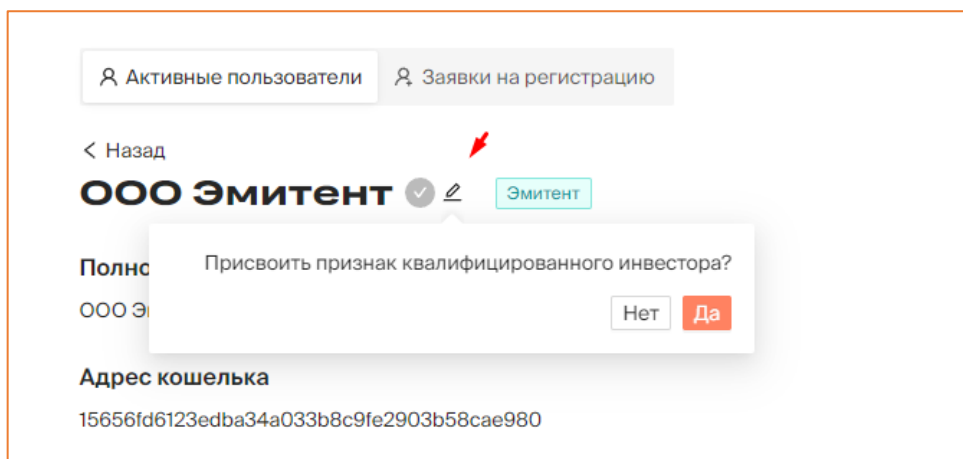 Активные пользователи
Заявки на регистрацию
Назад
ООО Эмитент
Эмитент
Присвоить признак квалифицированного инвестора?
Нет
Да
Адрес кошелька
15656fd6123edba34a033b8c9fe2903b58cae980